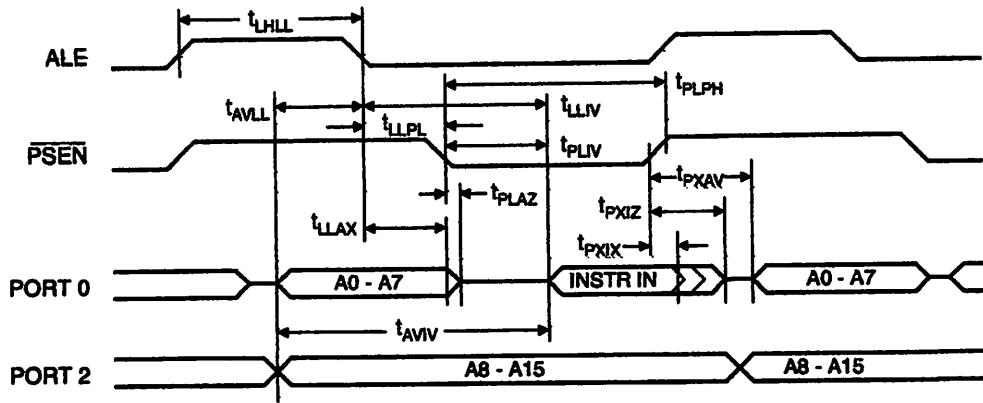 tLHLL
ALE
tPLPH
tAVLL
tLLIV
tLLPL
PSEN
tPLIV
tPXAV
tPLAZ
tPXIZ
tLLAX
tPXIX
PORT 0
A0 - A7
INSTR IN
A0 - A7
tAVIV
PORT 2
A8 - A15
A8 - A15